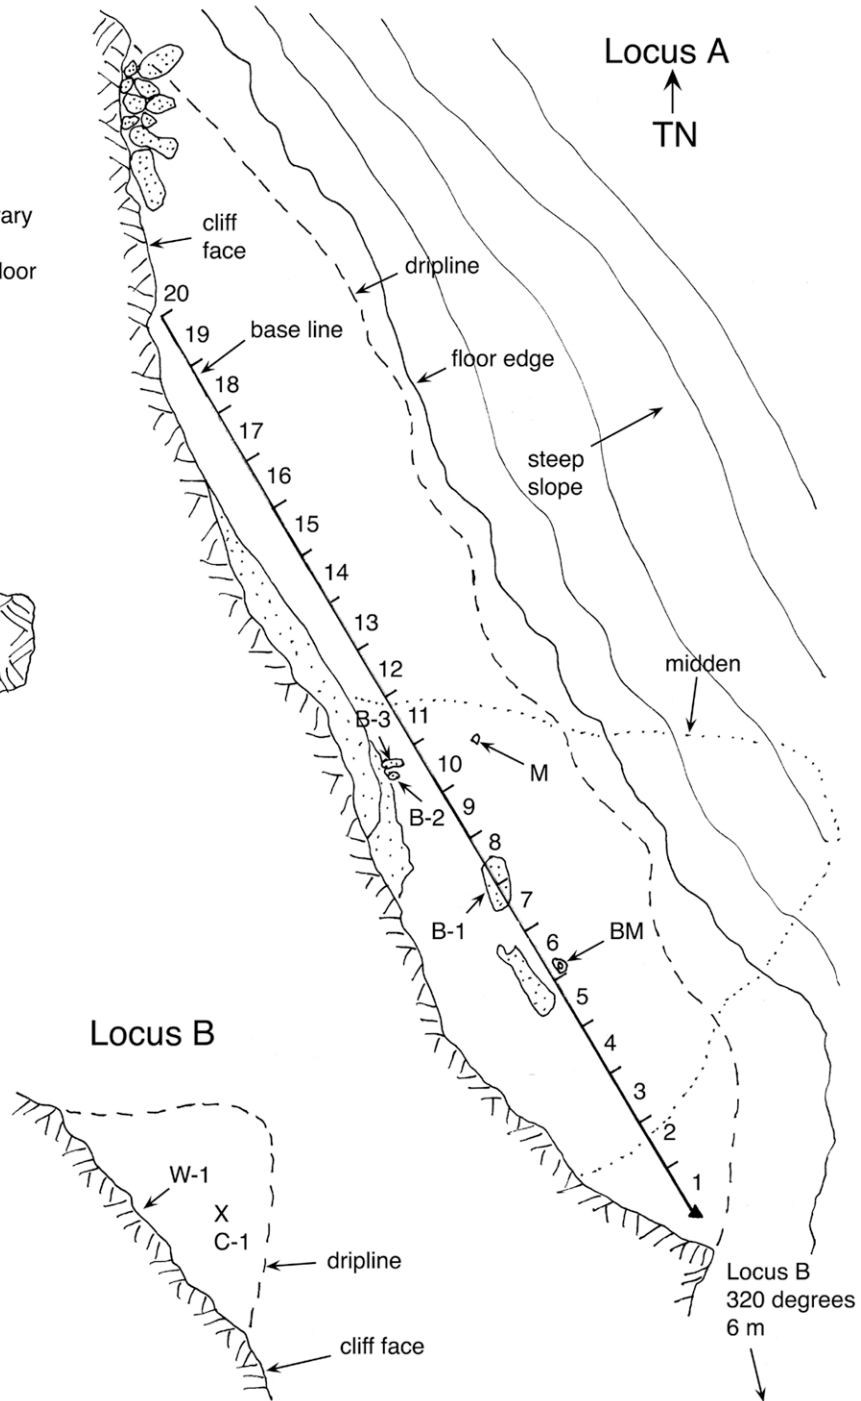 Locus A
TN
cliff
face
dripline
20
19
base line
floor edge
18
17
steep
slope
16
15
14
13
midden
12
11
B-3
10
M
9
B-2
8
7
B-1
6
BM
5
4
3
2
1
Locus B
W-1
X
C-1
dripline
cliff face
Locus B
320 degrees
6 m